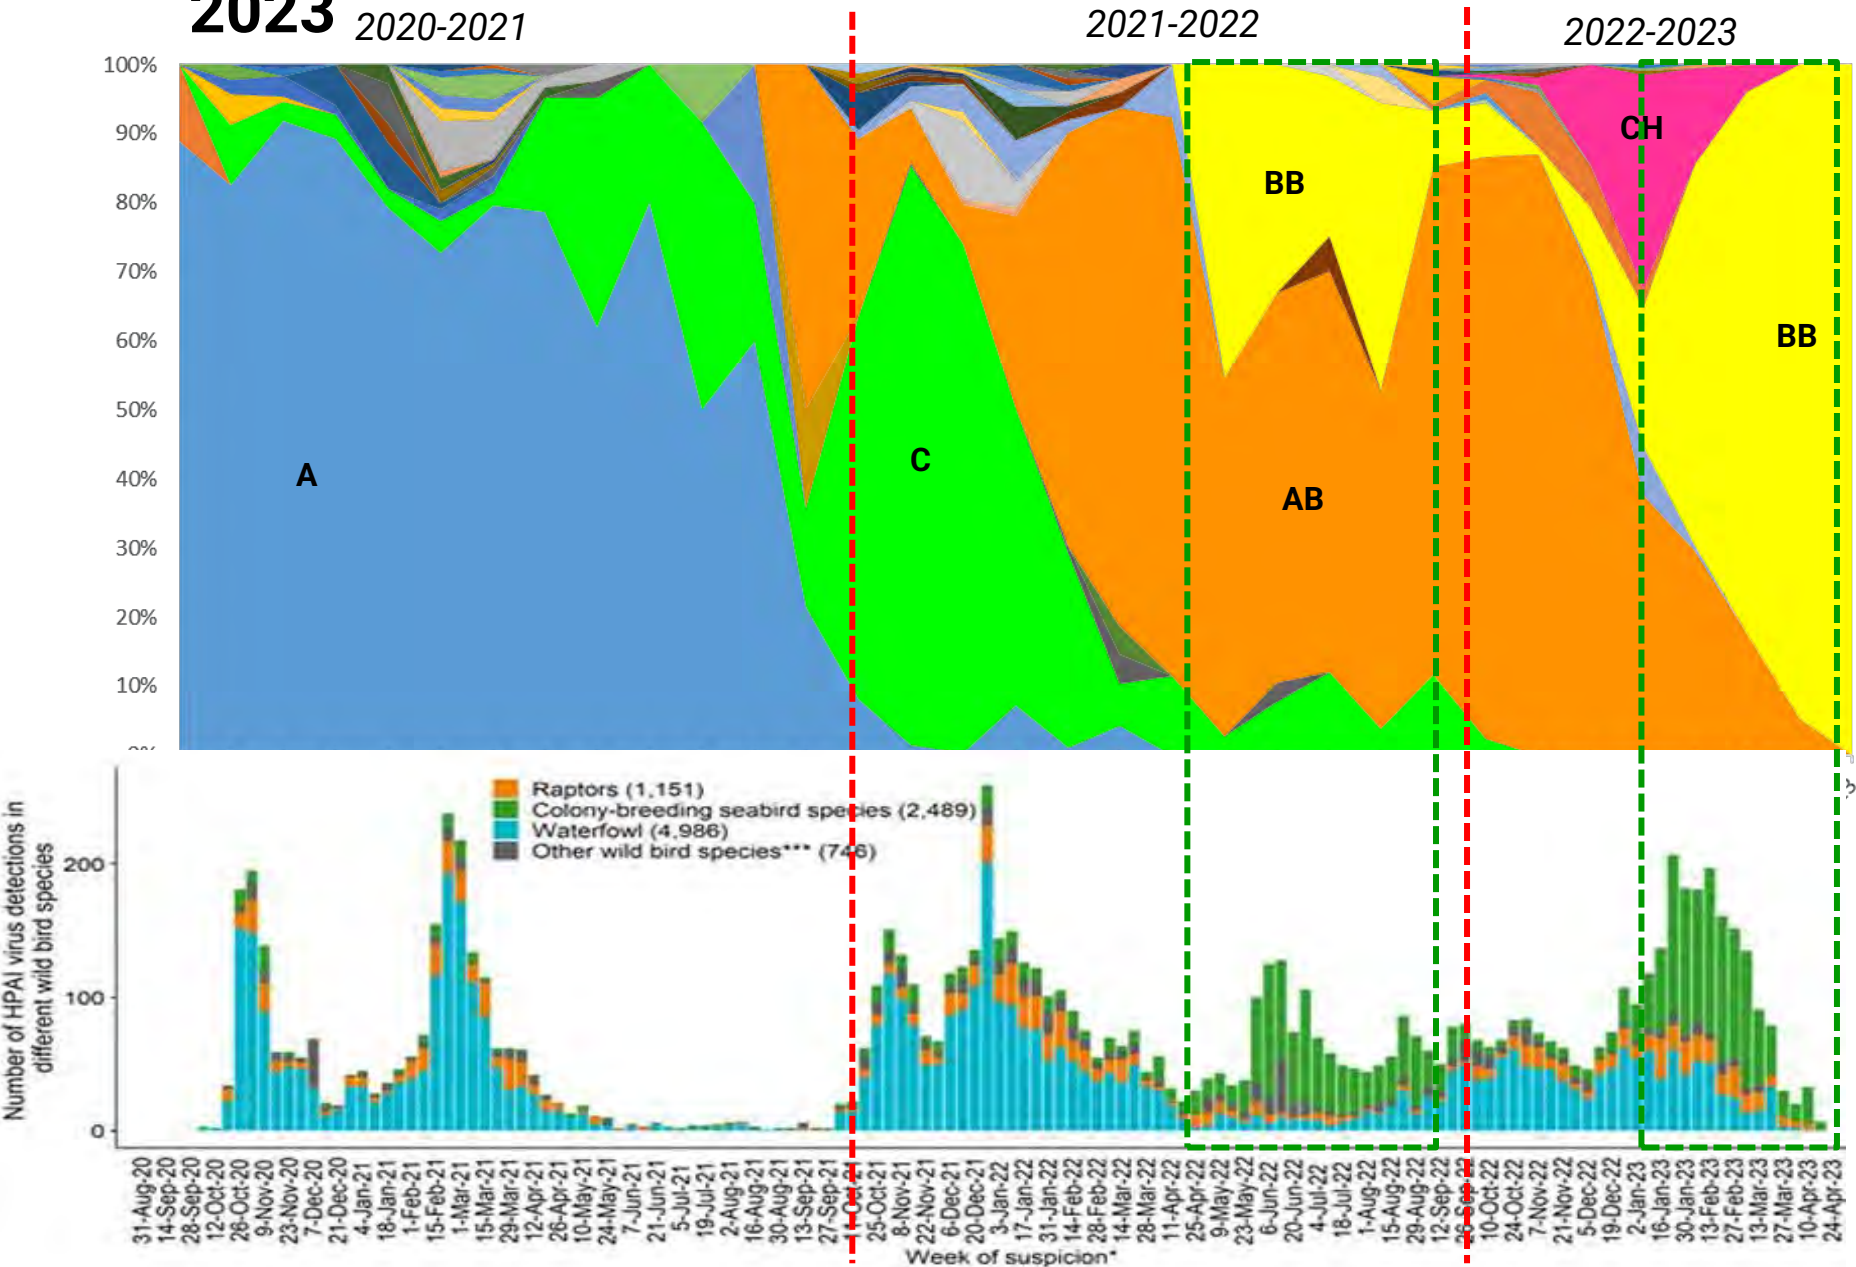 2023 2020-2021
2021-2022
2022-2023
100%
90%
80%
70%
60%
50%
40%
30%
20%
10%
A
C
BB
AB
CH
BB
Number of HPAI virus detections in
different wild bird species
200
100
0
Raptors (1,151)
Colony-breeding seabird species (2,489)
Waterfowl (4,986)
Other wild bird species*** (746)
31-Aug-20
14-Sep-20
28-Sep-20
12-Oct-20
26-Oct-20
9-Nov-20
23-Nov-20
7-Dec-20
21-Dec-20
4-Jan-21
18-Jan-21
1-Feb-21
15-Feb-21
1-Mar-21
15-Mar-21
29-Mar-21
12-Apr-21
26-Apr-21
10-May-21
24-May-21
7-Jun-21
21-Jun-21
5-Jul-21
19-Jul-21
2-Aug-21
16-Aug-21
30-Aug-21
13-Sep-21
27-Sep-21
25-Oct-21
8-Nov-21
22-Nov-21
6-Dec-21
20-Dec-21
3-Jan-22
17-Jan-22
31-Jan-22
14-Feb-22
28-Feb-22
14-Mar-22
28-Mar-22
11-Apr-22
25-Apr-22
9-May-22
23-May-22
6-Jun-22
20-Jun-22
4-Jul-22
18-Jul-22
1-Aug-22
15-Aug-22
29-Aug-22
12-Sep-22
26-Sep-22
10-Oct-22
24-Oct-22
7-Nov-22
21-Nov-22
5-Dec-22
19-Dec-22
2-Jan-23
16-Jan-23
30-Jan-23
13-Feb-23
27-Feb-23
13-Mar-23
27-Mar-23
10-Apr-23
24-Apr-23
Week of suspicion*